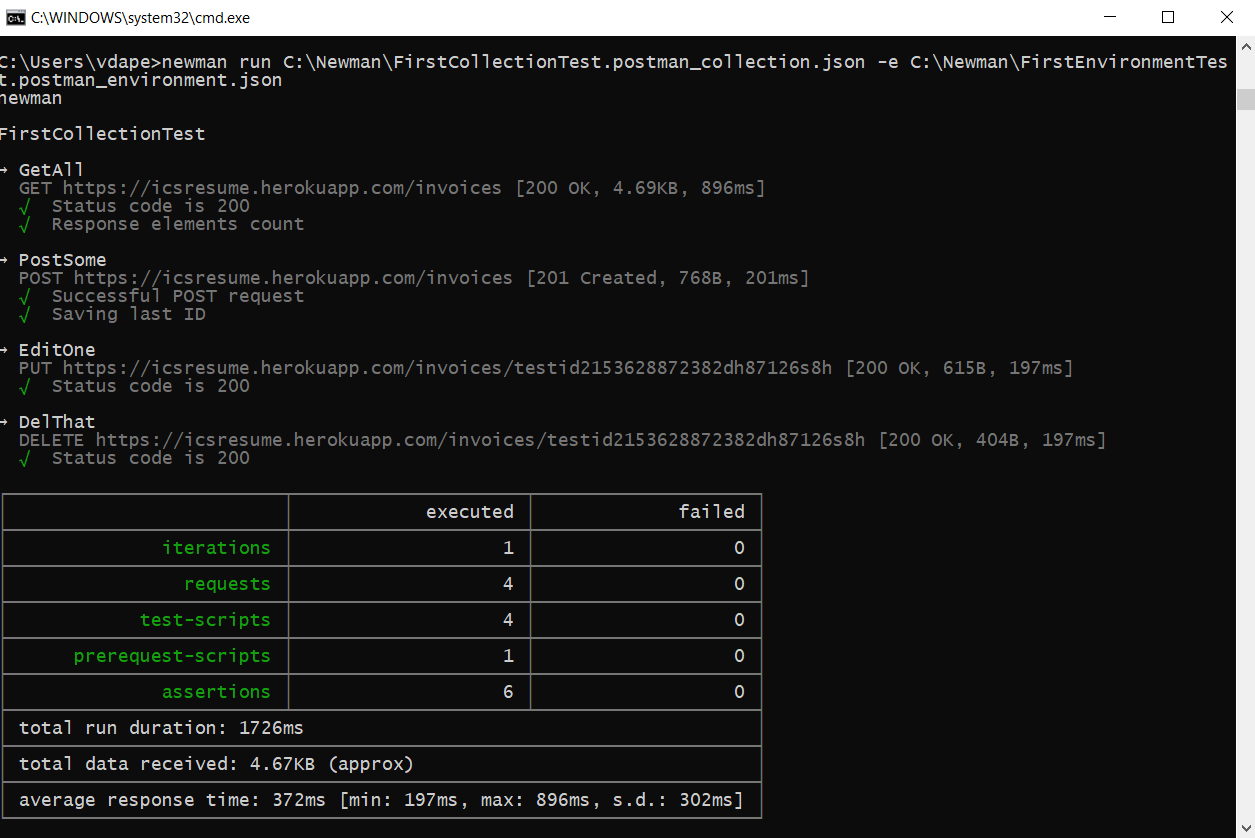 C:\WINDOWS\system32\cmd.exe
C:\Users\vdape>newman run C:\Newman\FirstCollectionTest.postman_collection.json -e C:\Newman\FirstEnvironmentTes
t.postman_environment.json
newman
FirstCollectionTest
→ GetAll
GET https://icsresume.herokuapp.com/invoices [200 OK, 4.69KB, 896ms]
√ Status code is 200
√ Response elements count
→ PostSome
POST https://icsresume.herokuapp.com/invoices [201 Created, 768B, 201ms]
√ Successful POST request
√ Saving last ID
→ EditOne
PUT https://icsresume.herokuapp.com/invoices/testid2153628872382dh87126s8h [200 OK, 615B, 197ms]
√ Status code is 200
→ DelThat
DELETE https://icsresume.herokuapp.com/invoices/testid2153628872382dh87126s8h [200 OK, 404B, 197ms]
√ Status code is 200
executed failed
iterations 1 0
requests 4 0
test-scripts 4 0
prerequest-scripts 1 0
assertions 6 0
total run duration: 1726ms
total data received: 4.67KB (approx)
average response time: 372ms [min: 197ms, max: 896ms, s.d.: 302ms]